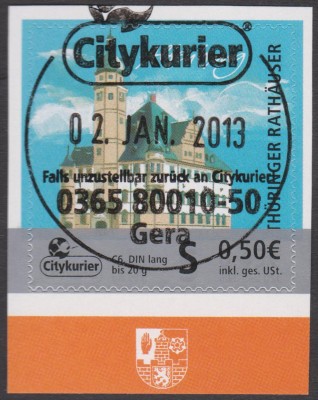 Citykurier®
02. JAN. 2013
Falls unzustellbar zurück an Citykurier
0365 80010-50
Gera
S
THÜRINGER RATHÄUSER
Citykurier
C6, DIN lang
bis 20 g
0,50€
inkl. ges. USt.